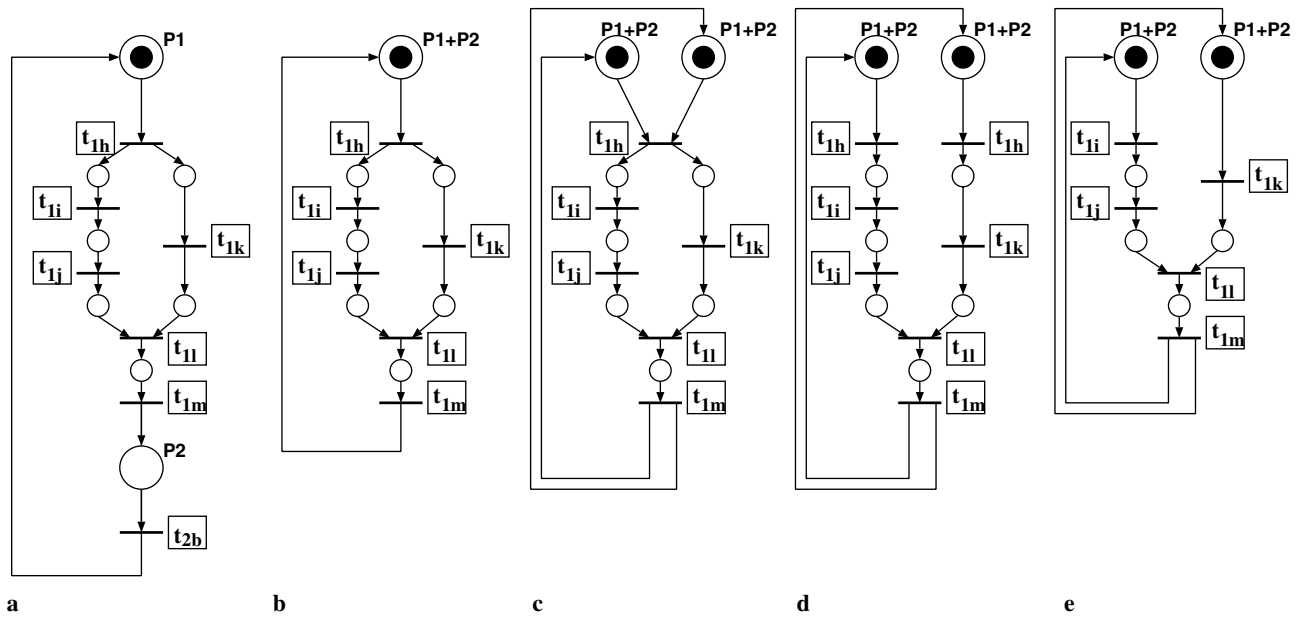 P1
t1h
t1i
t1j
t1k
t1l
t1m
P2
t2b
a
P1+P2
t1h
t1i
t1j
t1k
t1l
t1m
b
P1+P2 P1+P2
t1h
t1i
t1j
t1k
t1l
t1m
c
P1+P2 P1+P2
t1h t1h
t1i
t1j
t1k
t1l
t1m
d
P1+P2 P1+P2
t1i
t1j
t1k
t1l
t1m
e